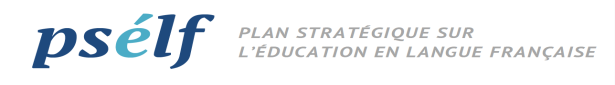 psélf
PLAN STRATÉGIQUE SUR
L'ÉDUCATION EN LANGUE FRANÇAISE